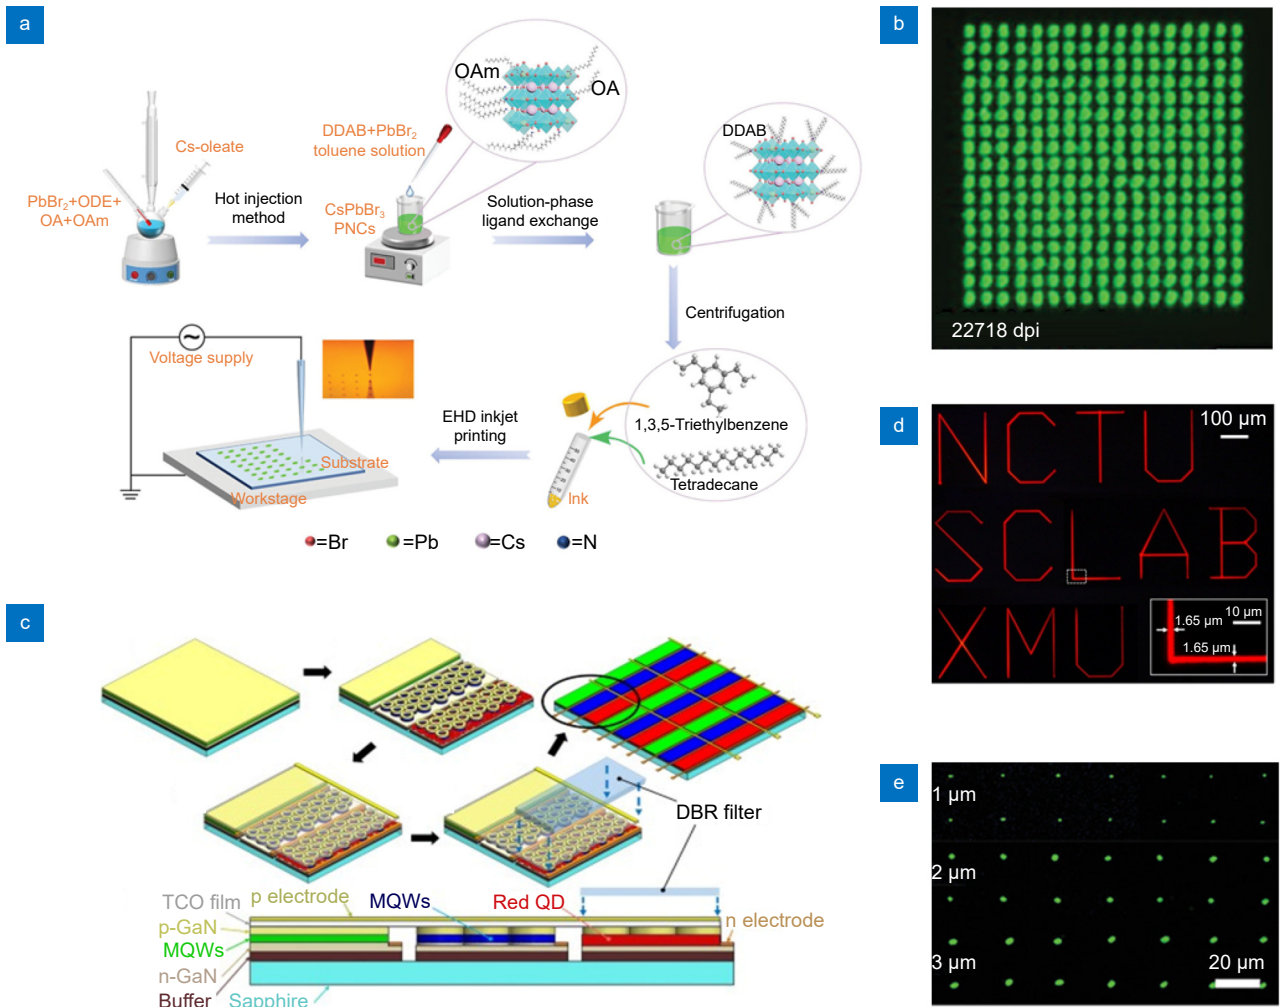 a
OAm
OA
DDAB+PbBr₂
toluene solution
DDAB
Cs-oleate
PbBr₂+ODE+
OA+OAm
Hot injection
method
CsPbBr₃
PNCs
Solution-phase
ligand exchange
Centrifugation
Voltage supply
EHD inkjet
printing
1,3,5-Triethylbenzene
Tetradecane
Substrate
Workstage
Ink
=Br
=Pb
=Cs
=N
b
22718 dpi
c
DBR filter
TCO film
p electrode
MQWs
Red QD
n electrode
p-GaN
MQWs
n-GaN
Buffer
Sapphire
d
100 µm
NCTU
SCLAB
XMU
10 µm
1.65 µm
1.65 µm
e
1 µm
2 µm
3 µm
20 µm